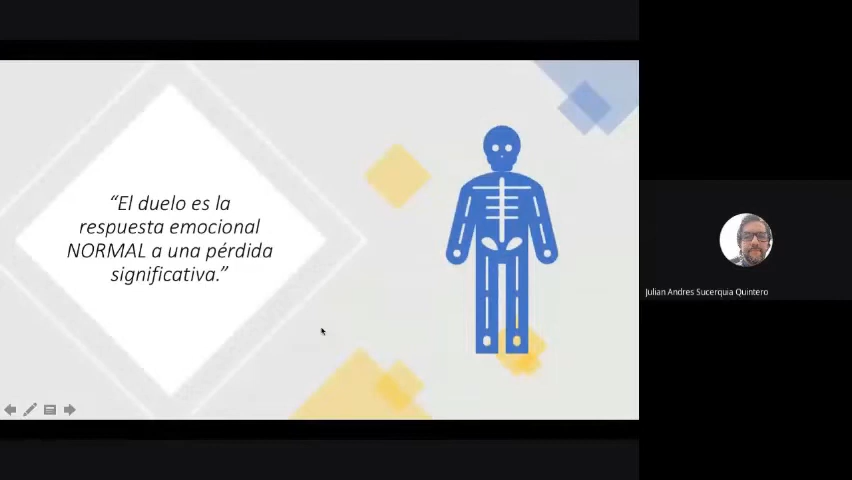 “El duelo es la
respuesta emocional
NORMAL a una pérdida
significativa.”
Julian Andres Sucerquia Quintero